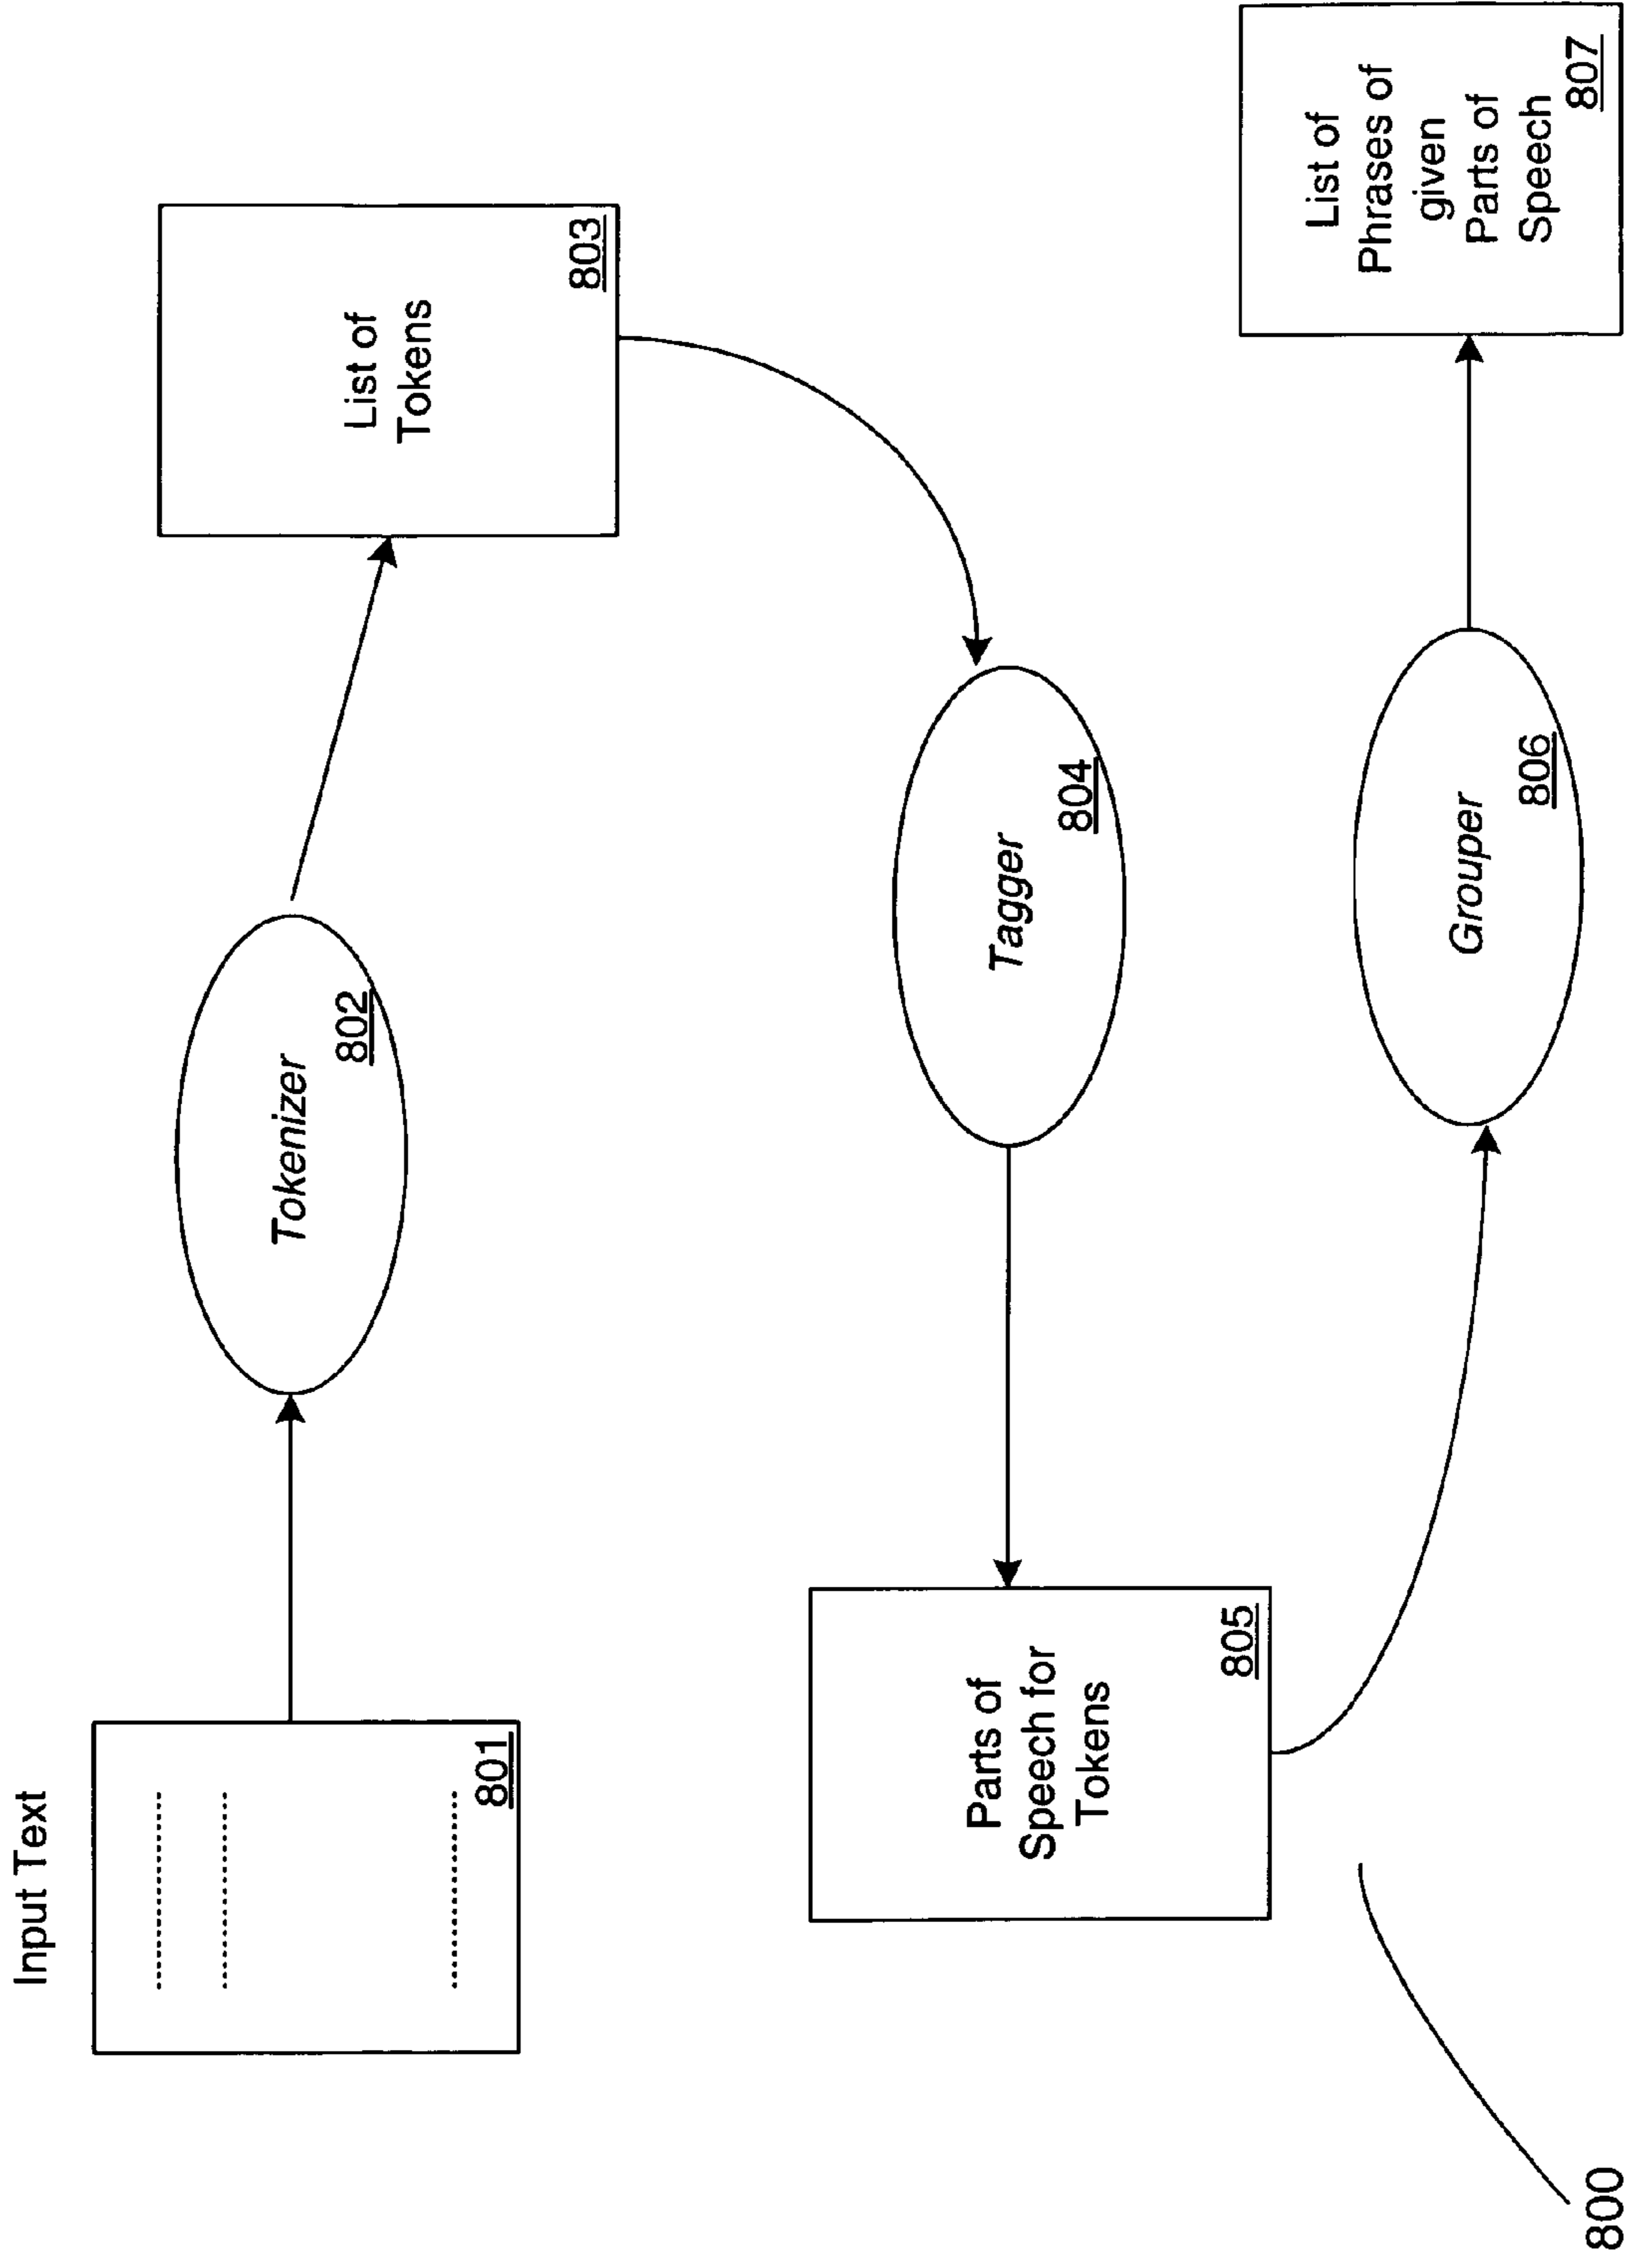 Input Text
801
Tokenizer
802
List of
Tokens
803
Tagger
804
Parts of
Speech for
Tokens
805
Grouper
806
List of
Phrases of
given
Parts of
Speech
807
800